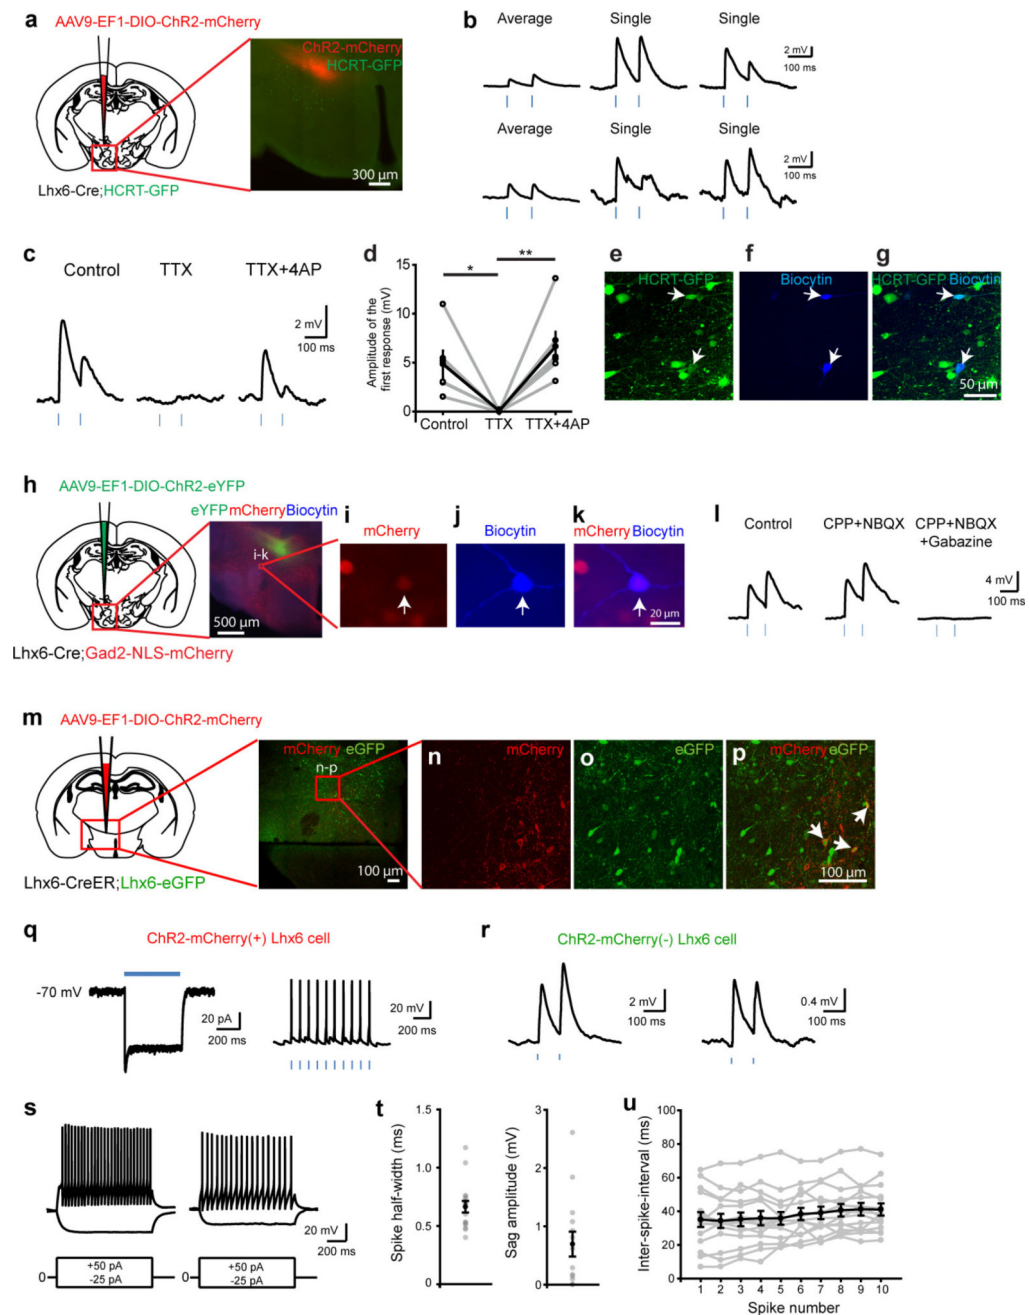 a
AAV9-EF1-DIO-ChR2-mCherry
ChR2-mCherry
HCRT-GFP
300 µm
Lhx6-Cre;HCRT-GFP
b
Average Single Single
2 mV
100 ms
Average Single Single
2 mV
100 ms
c
Control TTX TTX+4AP
2 mV
100 ms
d
* **
Amplitude of the
first response (mV)
15
10
5
0
Control TTX TTX+4AP
e
HCRT-GFP
f
Biocytin
g
HCRT-GFP Biocytin
50 µm
h
AAV9-EF1-DIO-ChR2-eYFP
eYFP mCherry Biocytin
i-k
500 µm
Lhx6-Cre;Gad2-NLS-mCherry
i
mCherry
j
Biocytin
k
mCherry Biocytin
20 µm
l
Control CPP+NBQX CPP+NBQX
+Gabazine
4 mV
100 ms
m
AAV9-EF1-DIO-ChR2-mCherry
mCherry eGFP
n-p
100 µm
Lhx6-CreER;Lhx6-eGFP
n
mCherry
o
eGFP
p
mCherry eGFP
100 µm
q
ChR2-mCherry(+) Lhx6 cell
-70 mV
20 pA
200 ms
20 mV
200 ms
r
ChR2-mCherry(-) Lhx6 cell
2 mV
100 ms
0.4 mV
100 ms
s
20 mV
200 ms
0 +50 pA
-25 pA
0 +50 pA
-25 pA
t
Spike half-width (ms)
1.5
1.0
0.5
0
Sag amplitude (mV)
3
2
1
0
u
Inter-spike-interval (ms)
100
80
60
40
20
0
1 2 3 4 5 6 7 8 9 10
Spike number